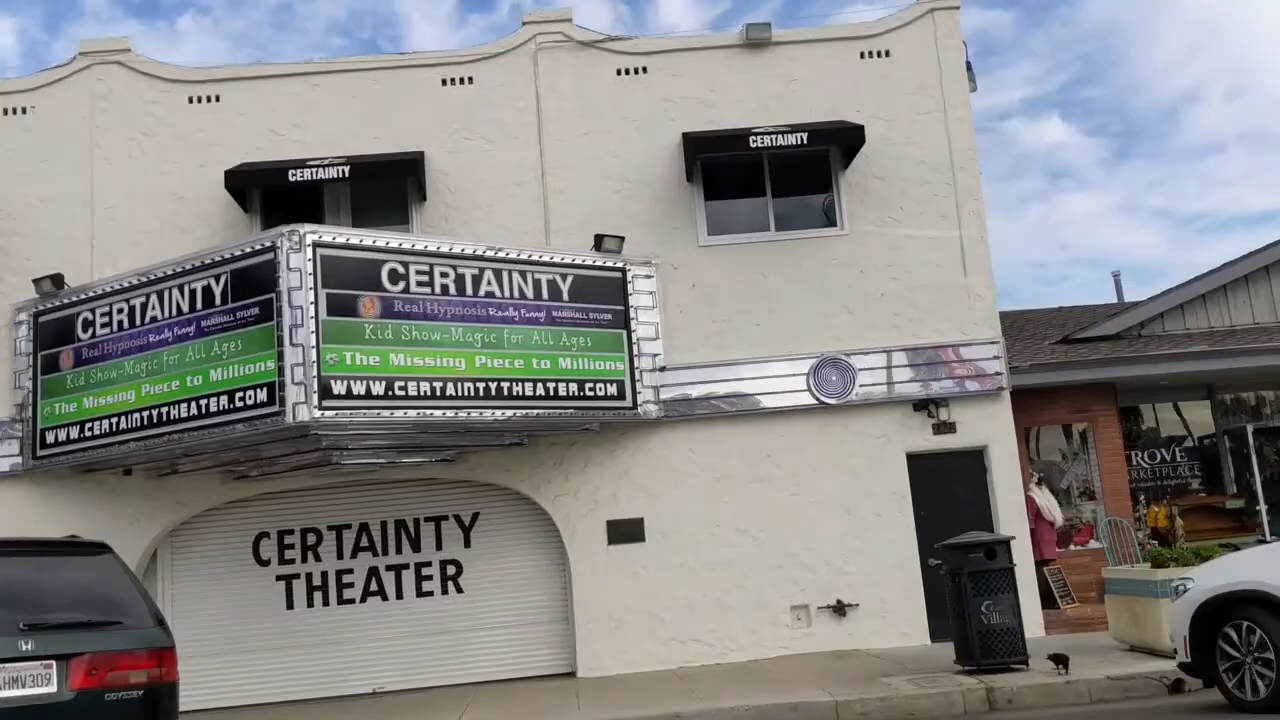 CERTAINTY
CERTAINTY
CERTAINTY
Real Hypnosis Really Funny! MARSHALL SYLVER
Kid Show-Magic for All Ages
The Missing Piece to Millions
WWW.CERTAINTYTHEATER.COM
CERTAINTY
Real Hypnosis Really Funny! MARSHALL SYLVER
Kid Show-Magic for All Ages
The Missing Piece to Millions
WWW.CERTAINTYTHEATER.COM
CERTAINTY
THEATER
TROVE
MARKETPLACE
Village
HMV309
ODYSSEY